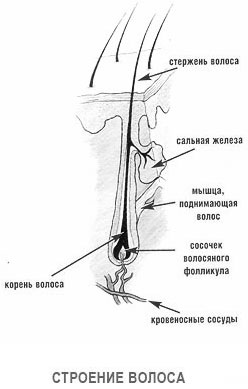 стержень волоса
сальная железа
мышца,
поднимающая
волос
сосочек
волосяного
фолликула
корень волоса
кровеносные сосуды
СТРОЕНИЕ ВОЛОСА